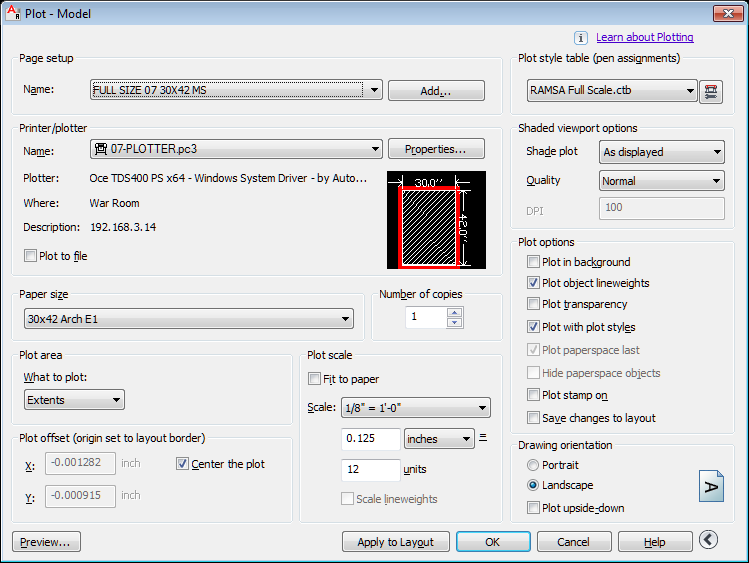 Plot - Model
Learn about Plotting
Page setup
Name:
FULL SIZE 07 30X42 MS
Add...
Plot style table (pen assignments)
RAMSA Full Scale.ctb
Printer/plotter
Name:
07-PLOTTER.pc3
Properties...
Plotter:
Oce TDS400 PS x64 - Windows System Driver - by Auto...
Where:
War Room
Description:
192.168.3.14
Plot to file
30.0''
42.0''
Shaded viewport options
Shade plot
As displayed
Quality
Normal
DPI
100
Paper size
30x42 Arch E1
Number of copies
1
Plot options
Plot in background
Plot object lineweights
Plot transparency
Plot with plot styles
Plot paperspace last
Hide paperspace objects
Plot stamp on
Save changes to layout
Plot area
What to plot:
Extents
Plot scale
Fit to paper
Scale:
1/8" = 1'-0"
0.125
inches
=
12
units
Scale lineweights
Plot offset (origin set to layout border)
X:
-0.001282
inch
Center the plot
Y:
-0.000915
inch
Drawing orientation
Portrait
Landscape
Plot upside-down
A
Preview...
Apply to Layout
OK
Cancel
Help